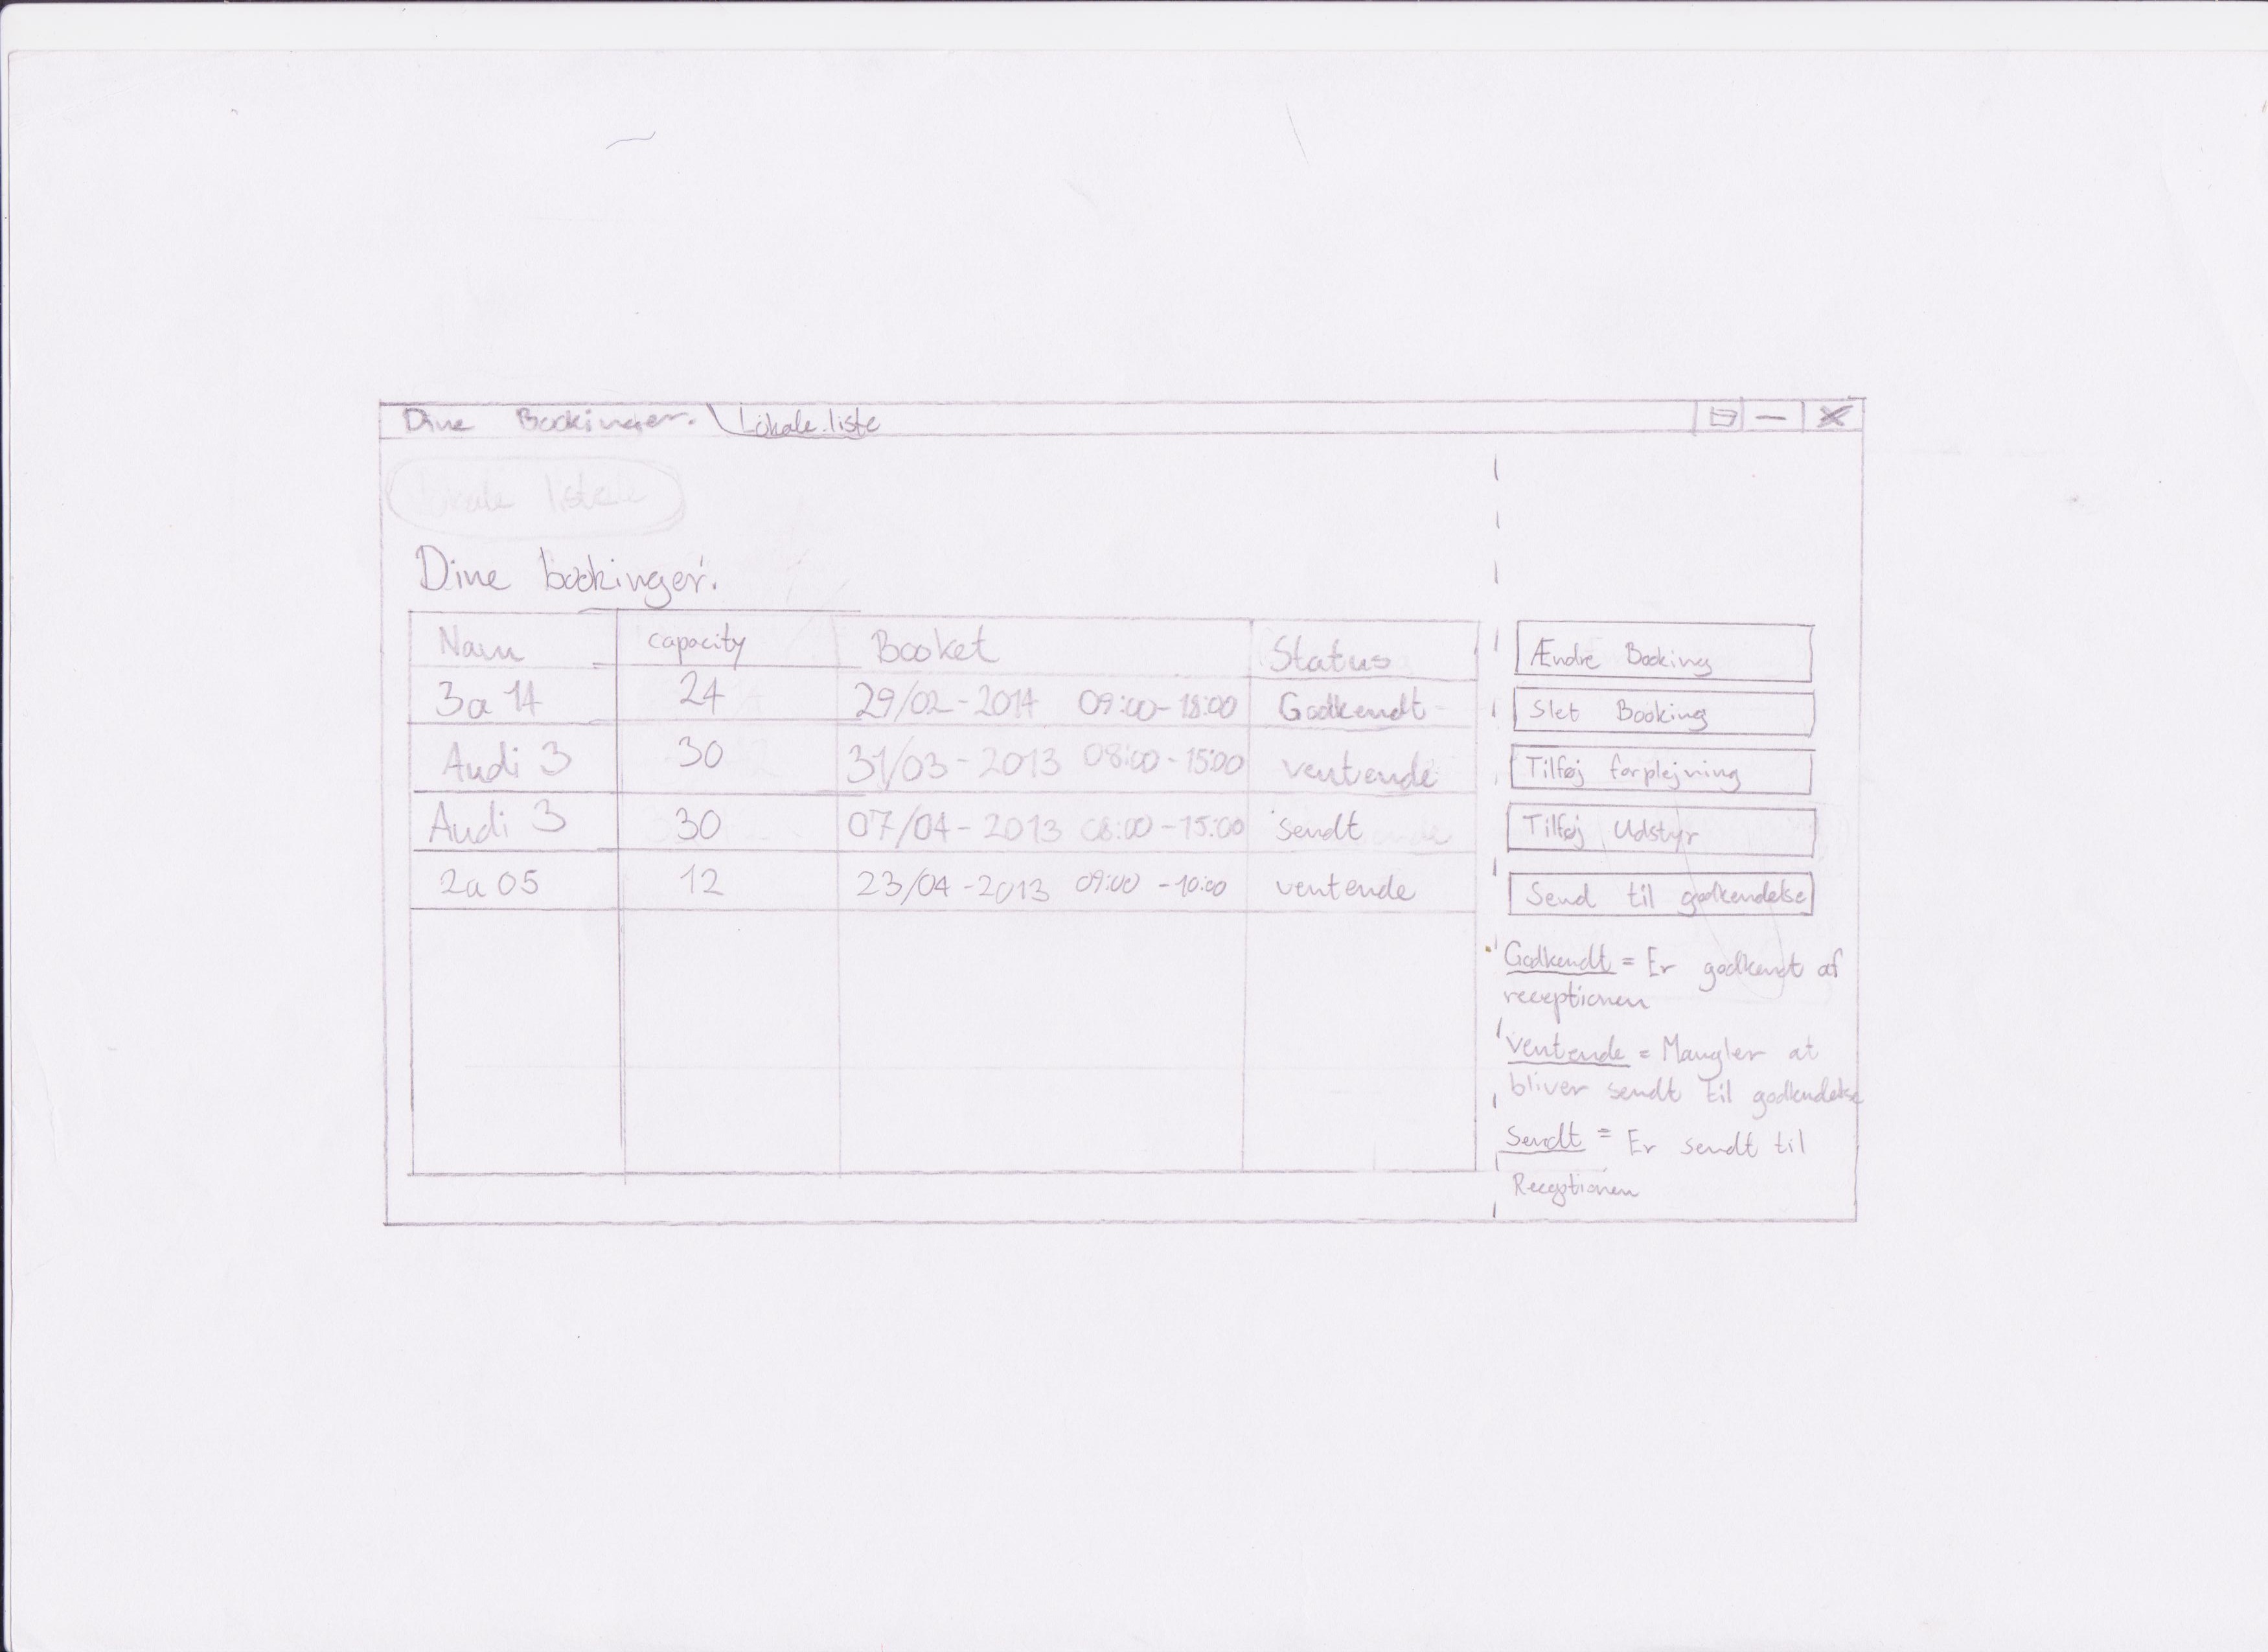 Dine Bookinger. Lokale liste
liste
Dine bookinger.
Navn capacity Booket Status
3a 14 24 29/02-2014 09:00-18:00 Godkendt
Audi 3 30 31/03-2013 08:00-15:00 ventende
Audi 3 30 07/04-2013 08:00-15:00 sendt
2a 05 12 23/04-2013 09:00-10:00 ventende
Ændre Booking
Slet Booking
Tilføj forplejning
Tilføj Udstyr
Send til godkendelse
Godkendt = Er godkendt af
receptionen
Ventende = Mangler at
bliver sendt til godkendelse
Sendt = Er sendt til
Receptionen